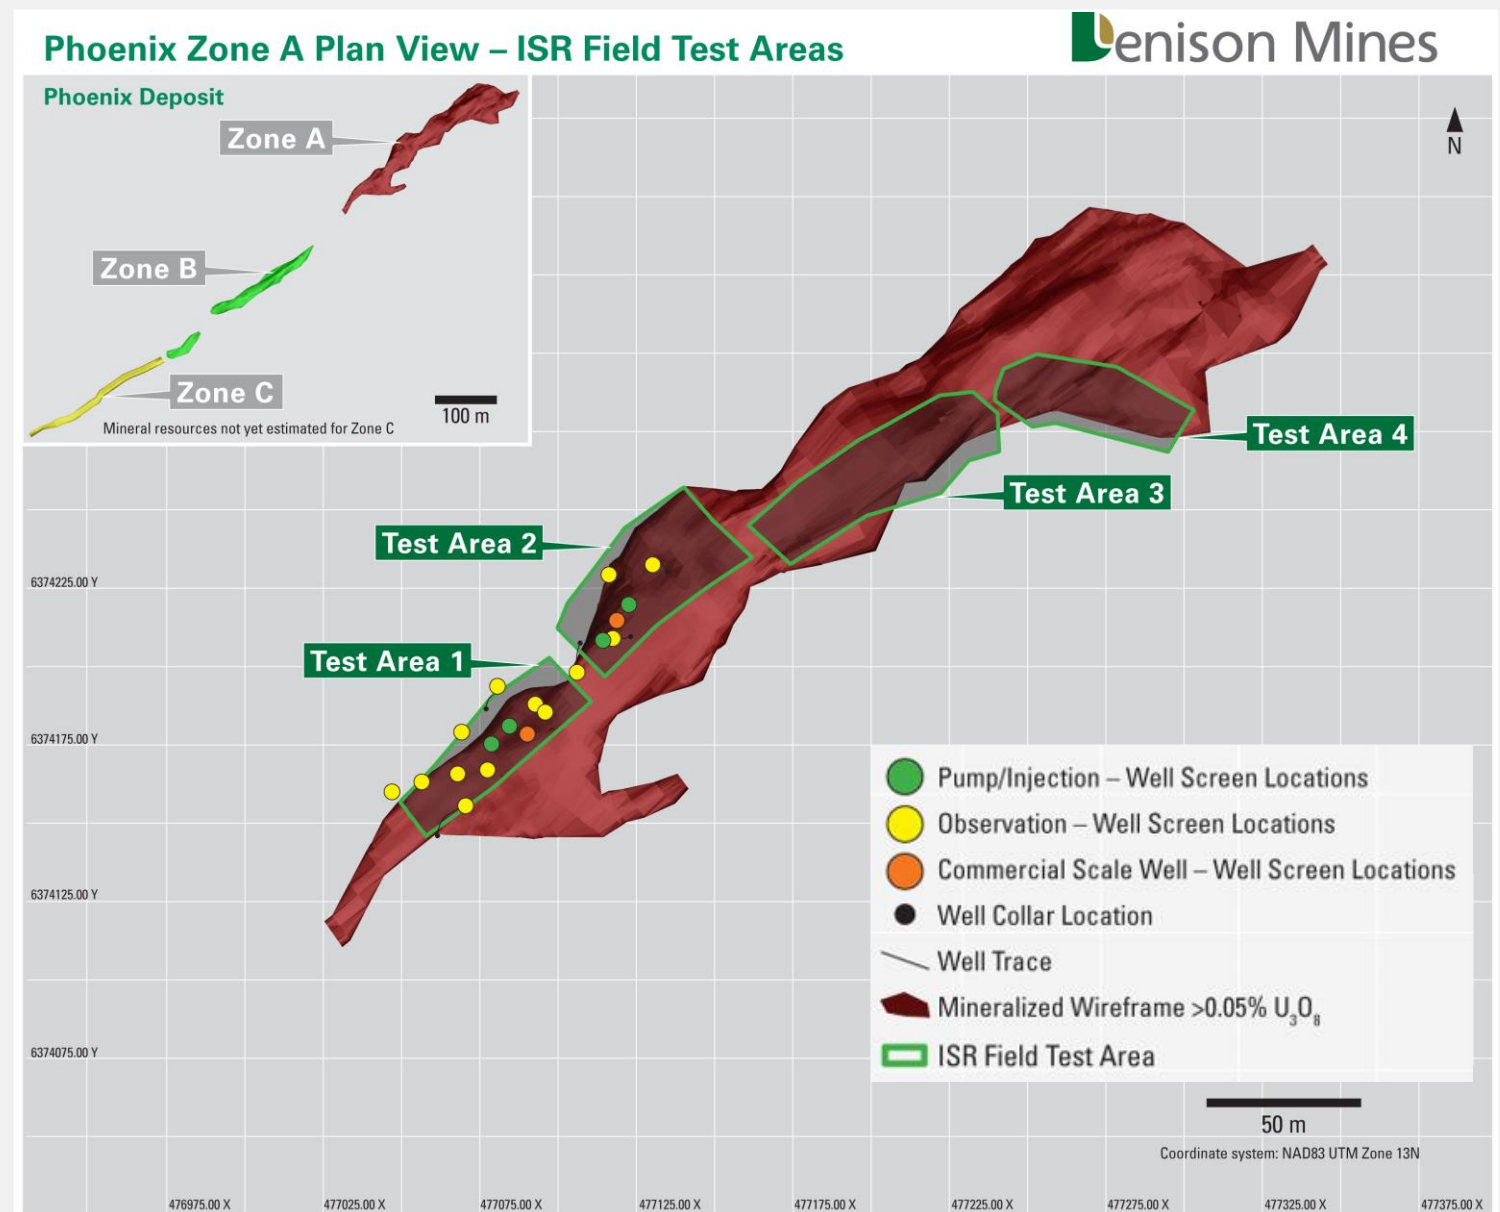 Phoenix Zone A Plan View – ISR Field Test Areas
Denison Mines
Phoenix Deposit
Zone A
N
Zone B
Zone C
100 m
Mineral resources not yet estimated for Zone C
Test Area 4
Test Area 3
Test Area 2
6374225.00 Y
Test Area 1
6374175.00 Y
Pump/Injection – Well Screen Locations
Observation – Well Screen Locations
Commercial Scale Well – Well Screen Locations
6374125.00 Y
Well Collar Location
Well Trace
Mineralized Wireframe >0.05% U₃O₈
6374075.00 Y
ISR Field Test Area
50 m
Coordinate system: NAD83 UTM Zone 13N
476975.00 X 477025.00 X 477075.00 X 477125.00 X 477175.00 X 477225.00 X 477275.00 X 477325.00 X 477375.00 X